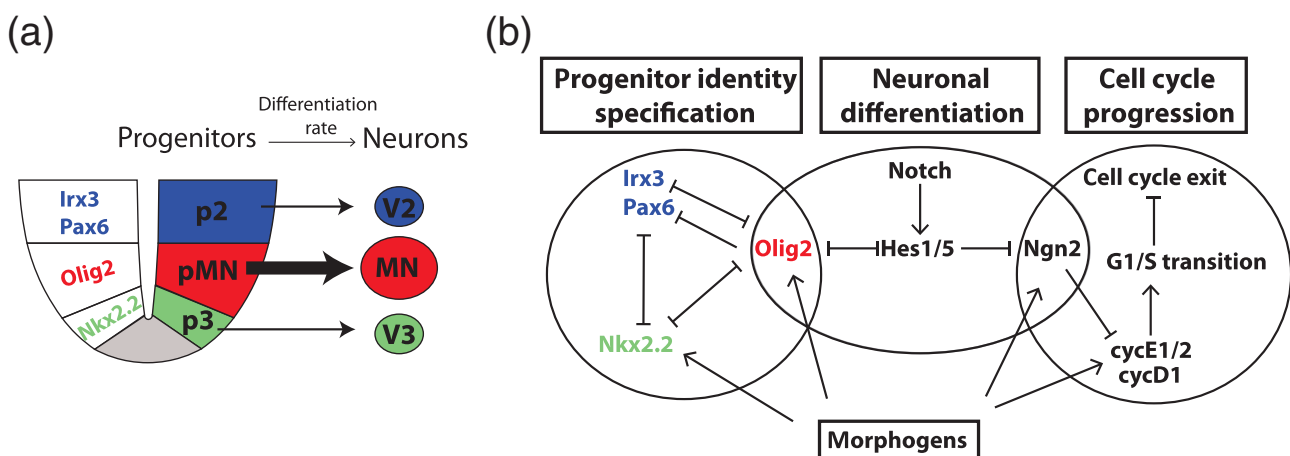 (a)
Differentiation
rate
Progenitors
Neurons
Irx3
Pax6
Olig2
Nkx2.2
p2
pMN
p3
V2
MN
V3
(b)
Progenitor identity
specification
Neuronal
differentiation
Cell cycle
progression
Irx3
Pax6
Nkx2.2
Olig2
Notch
Hes1/5
Ngn2
Cell cycle exit
G1/S transition
cycE1/2
cycD1
Morphogens